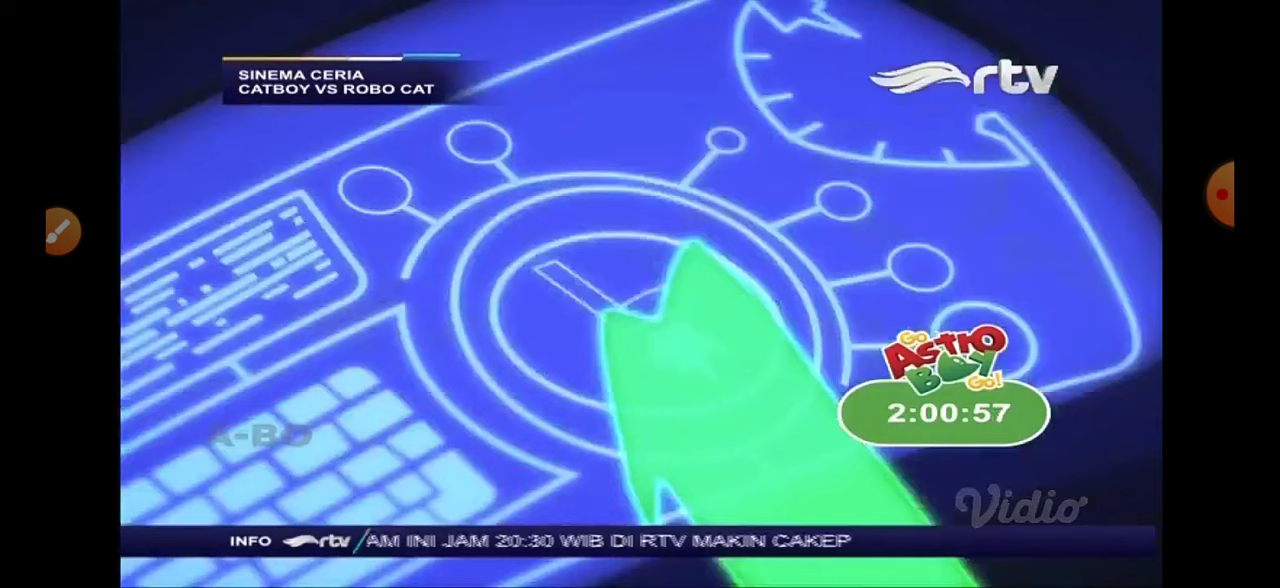 SINEMA CERIA
CATBOY VS ROBO CAT
rtv
GO
ASTRO
BOY
GO!
2:00:57
A-BO
Vidio
INFO rtv AM INI JAM 20:30 WIB DI RTV MAKIN CAKEP